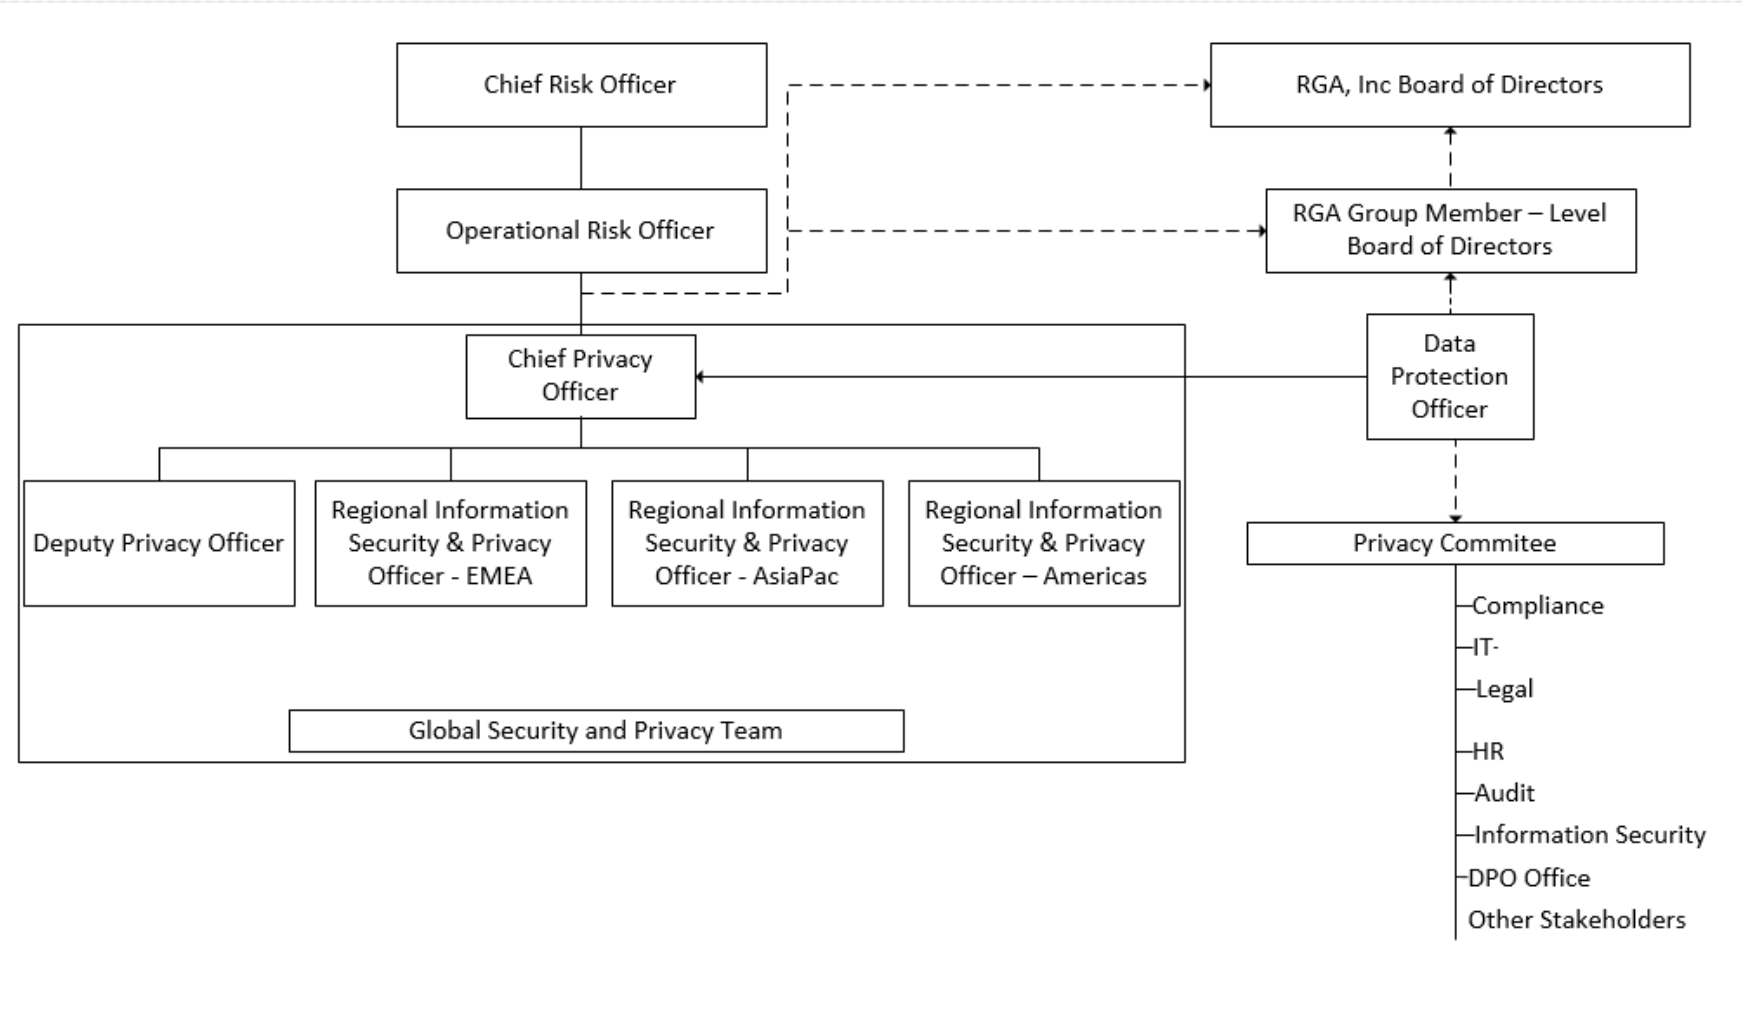 Chief Risk Officer
RGA, Inc Board of Directors
Operational Risk Officer
RGA Group Member – Level
Board of Directors
Chief Privacy
Officer
Data
Protection
Officer
Deputy Privacy Officer
Regional Information
Security & Privacy
Officer - EMEA
Regional Information
Security & Privacy
Officer - AsiaPac
Regional Information
Security & Privacy
Officer – Americas
Privacy Commitee
Compliance
IT-
Legal
HR
Audit
Information Security
DPO Office
Other Stakeholders
Global Security and Privacy Team